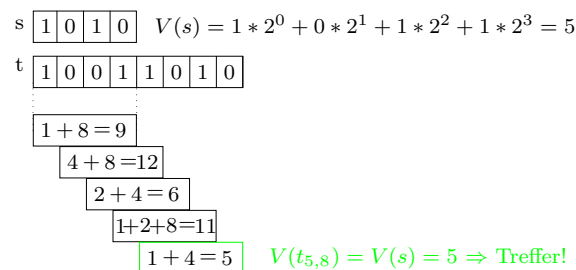 s 1 0 1 0 V(s) = 1 * 2^0 + 0 * 2^1 + 1 * 2^2 + 1 * 2^3 = 5
t 1 0 0 1 1 0 1 0
1 + 8 = 9
4 + 8 = 12
2 + 4 = 6
1+2+8=11
1 + 4 = 5 V(t_{5,8}) = V(s) = 5 ⇒ Treffer!